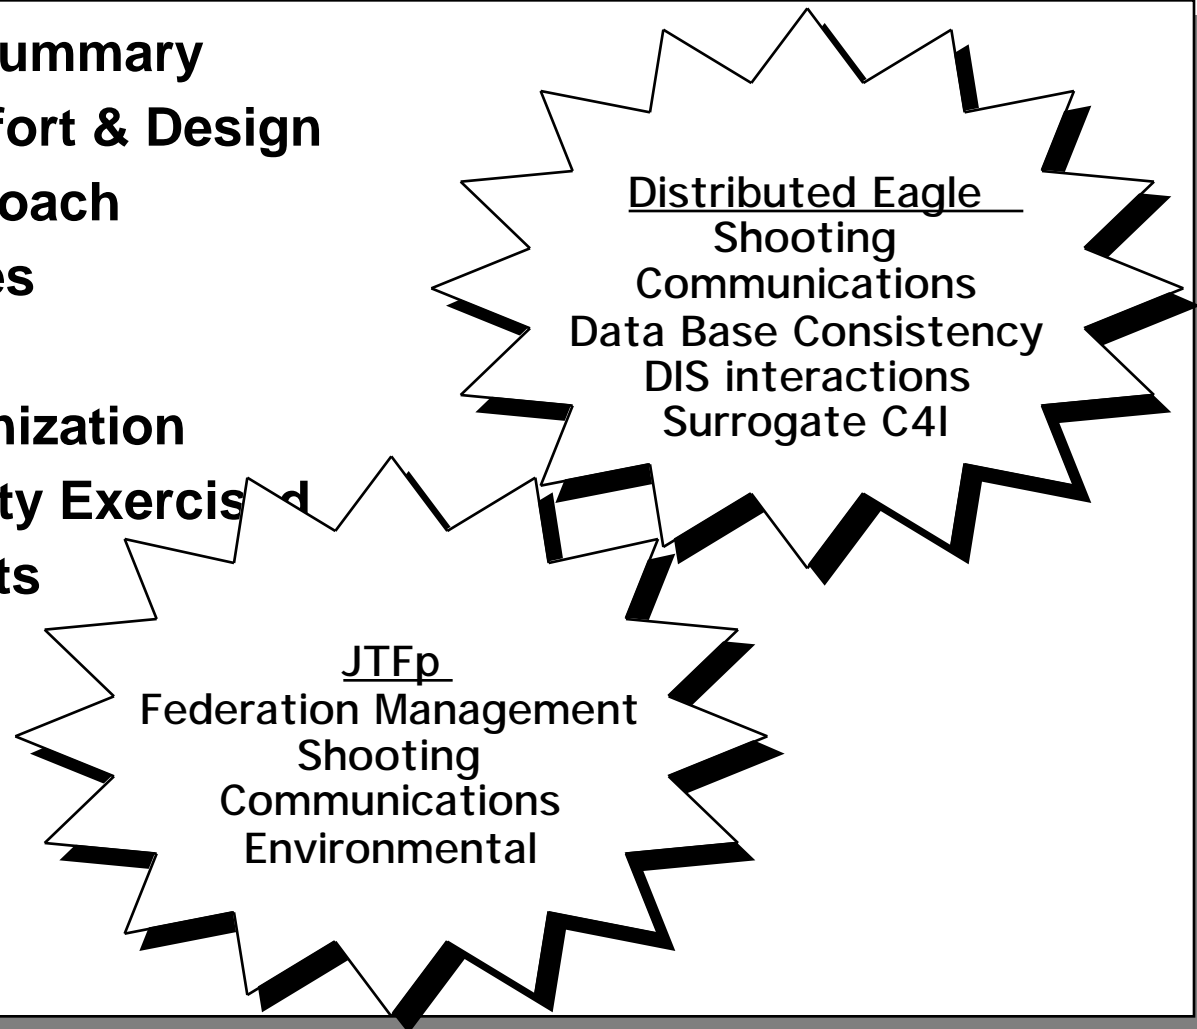 ummary
fort & Design
oach
es
nization
ty Exercised
ts
Distributed Eagle
Shooting
Communications
Data Base Consistency
DIS interactions
Surrogate C4I
JTFp
Federation Management
Shooting
Communications
Environmental